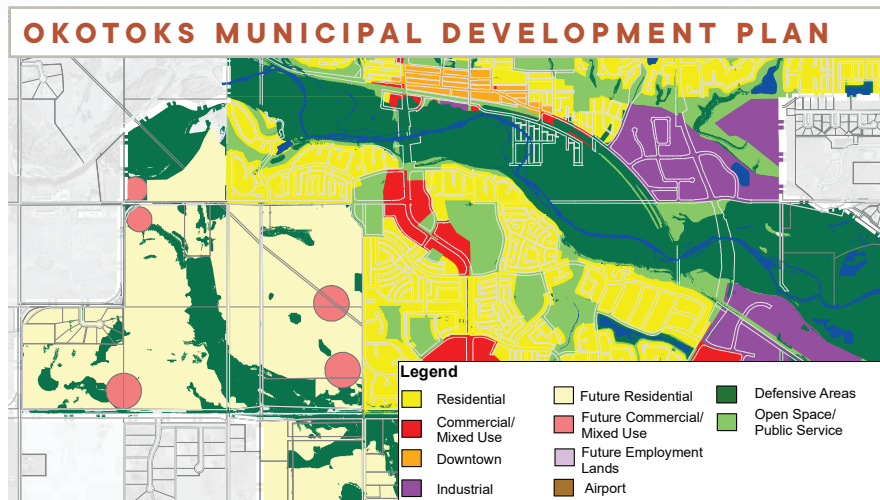 OKOTOKS MUNICIPAL DEVELOPMENT PLAN
Legend
Residential
Commercial/
Mixed Use
Downtown
Industrial
Future Residential
Future Commercial/
Mixed Use
Future Employment
Lands
Airport
Defensive Areas
Open Space/
Public Service